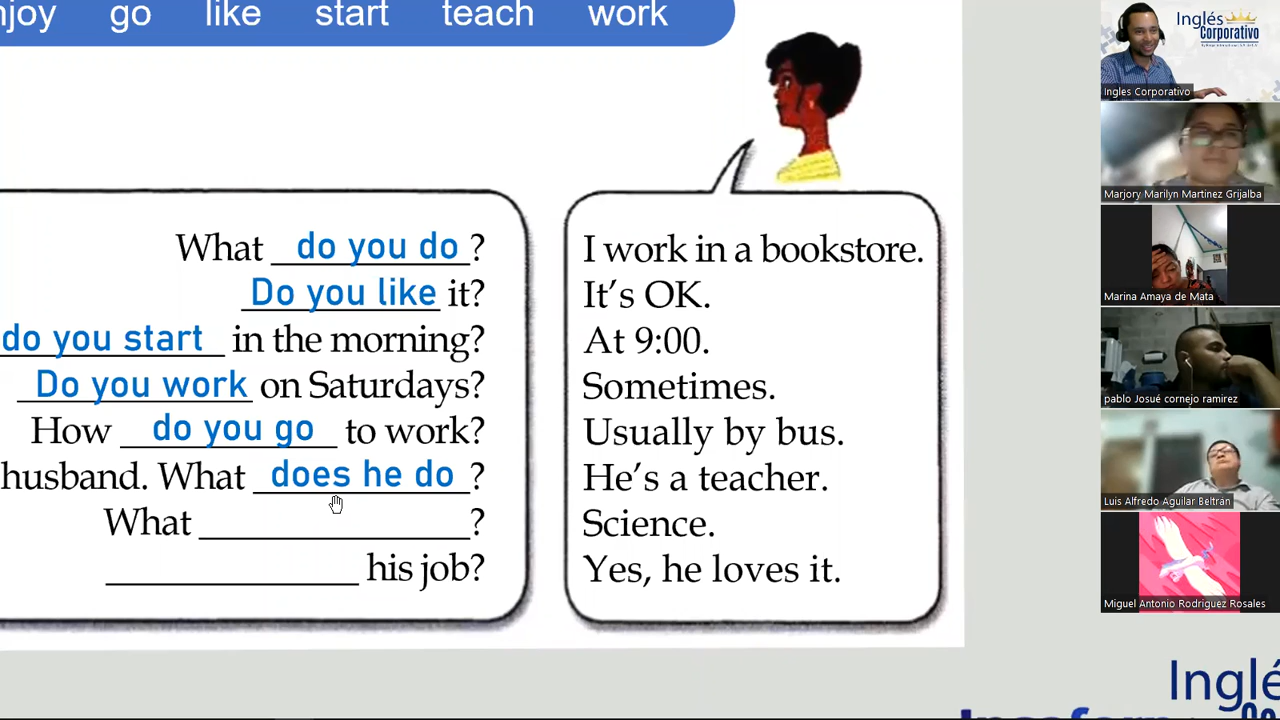 njoy go like start teach work
What do you do ?
Do you like it?
do you start in the morning?
Do you work on Saturdays?
How do you go to work?
husband. What does he do ?
What ____________?
____________ his job?
I work in a bookstore.
It's OK.
At 9:00.
Sometimes.
Usually by bus.
He's a teacher.
Science.
Yes, he loves it.
Inglés
Corporativo
Ingles Corporativo
Marjory Marilyn Martinez Grijalba
Marina Amaya de Mata
pablo Josué cornejo ramirez
Luis Alfredo Aguilar Beltrán
Miguel Antonio Rodriguez Rosales
Inglé